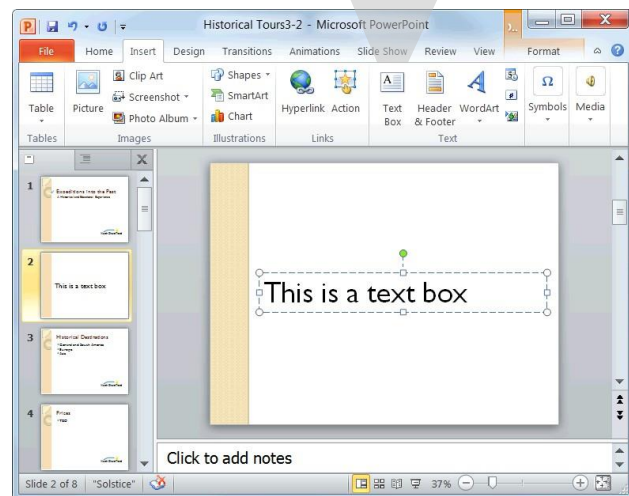 Historical Tours3-2 - Microsoft PowerPoint
File Home Insert Design Transitions Animations Slide Show Review View Format
Table
Picture
Clip Art
Screenshot
Photo Album
Shapes
SmartArt
Chart
Hyperlink Action
Text Box
Header & Footer
WordArt
Symbols
Media
Tables Images Illustrations Links Text
1
Expeditions Into the Past
2
This is a text box
3
Historical Destinations
4
Prices
This is a text box
Click to add notes
Slide 2 of 8 "Solstice" 37%